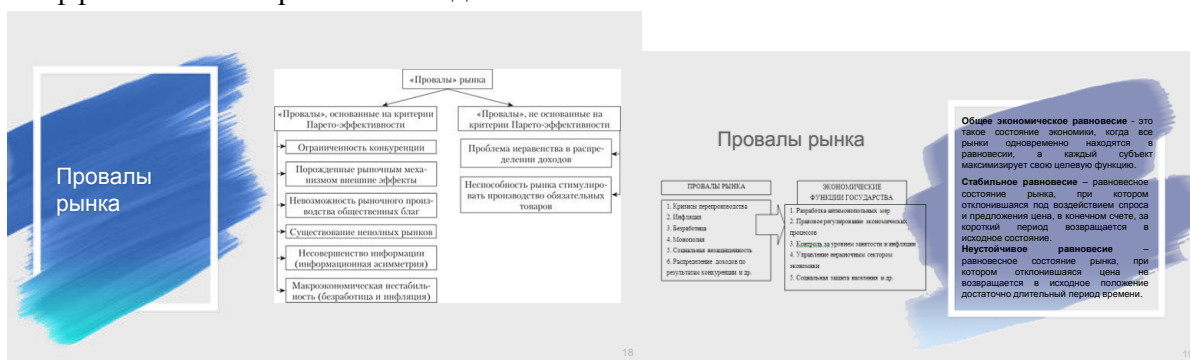 Провалы
рынка
«Провалы» рынка
«Провалы», основанные на критерии
Парето-эффективности
Ограниченность конкуренции
Порожденные рыночным меха-
низмом внешние эффекты
Невозможность рыночного произ-
водства общественных благ
Существование неполных рынков
Несовершенство информации
(информационная асимметрия)
Макроэкономическая нестабиль-
ность (безработица и инфляция)
«Провалы», не основанные на
критерии Парето-эффективности
Проблема неравенства в распре-
делении доходов
Неспособность рынка стимулиро-
вать производство обязательных
товаров
18
Провалы рынка
ПРОВАЛЫ РЫНКА
1. Кризисы перепроизводства
2. Инфляция
3. Безработица
4. Монополии
5. Социальная незащищенность
6. Распределение доходов по
результатам конкуренции и др.
ЭКОНОМИЧЕСКИЕ
ФУНКЦИИ ГОСУДАРСТВА
1. Разработка антимонопольных мер
2. Правовое регулирование экономических
процессов
3. Контроль за уровнем занятости и инфляции
4. Управление нерыночным сектором
экономики
5. Социальная защита населения и др.
Общее экономическое равновесие - это
такое состояние экономики, когда все
рынки одновременно находятся в
равновесии, а каждый субъект
максимизирует свою целевую функцию.
Стабильное равновесие – равновесное
состояние рынка, при котором
отклонившаяся под воздействием спроса
и предложения цена, в конечном счете, за
короткий период возвращается в
исходное состояние.
Неустойчивое равновесие –
равновесное состояние рынка, при
котором отклонившаяся цена не
возвращается в исходное положение
достаточно длительный период времени.